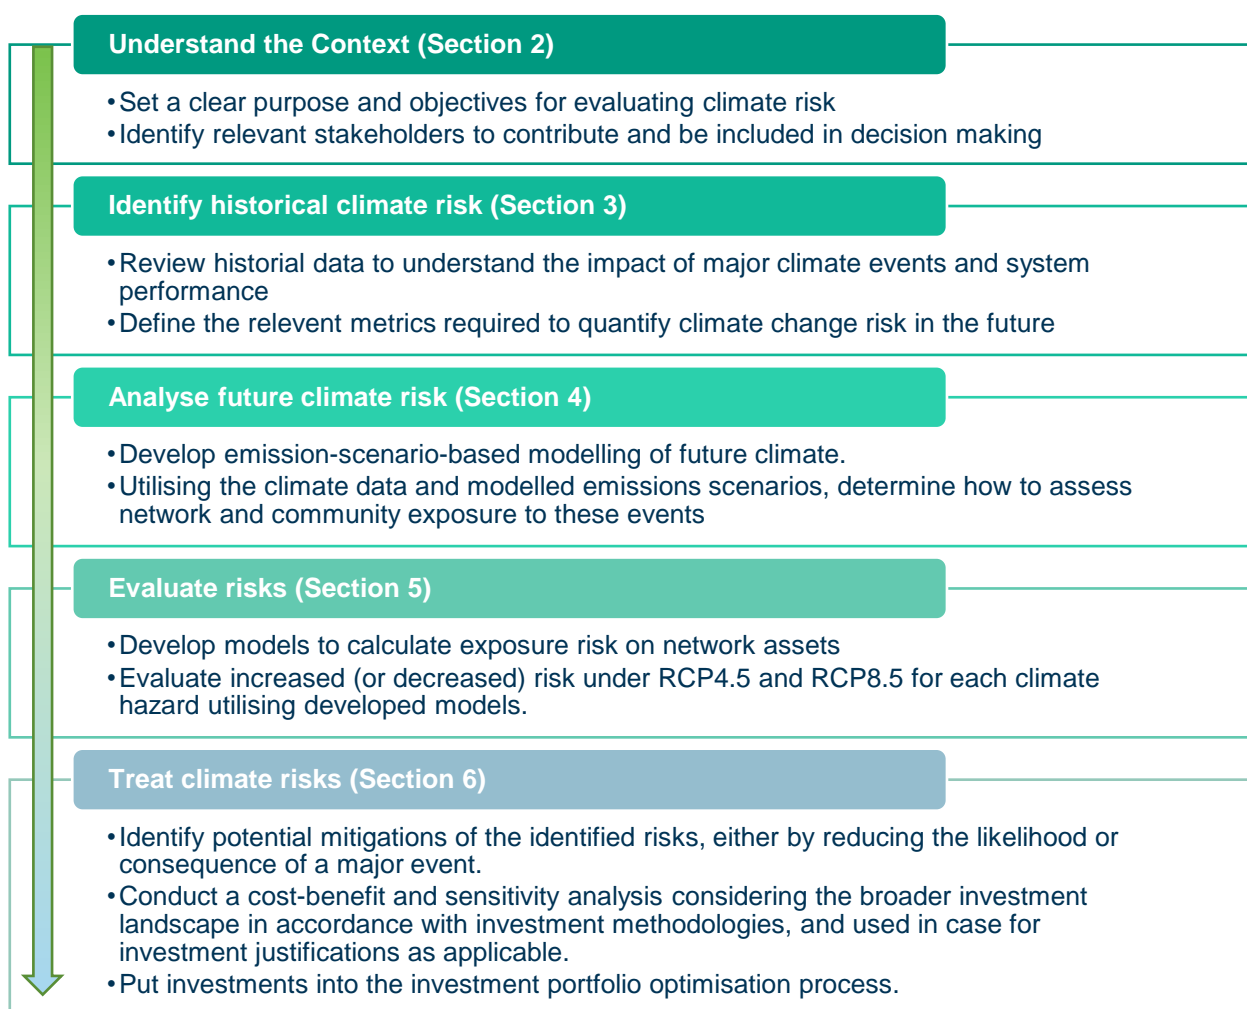 Understand the Context (Section 2)
•Set a clear purpose and objectives for evaluating climate risk
•Identify relevant stakeholders to contribute and be included in decision making
Identify historical climate risk (Section 3)
•Review historial data to understand the impact of major climate events and system
performance
•Define the relevent metrics required to quantify climate change risk in the future
Analyse future climate risk (Section 4)
•Develop emission-scenario-based modelling of future climate.
•Utilising the climate data and modelled emissions scenarios, determine how to assess
network and community exposure to these events
Evaluate risks (Section 5)
•Develop models to calculate exposure risk on network assets
•Evaluate increased (or decreased) risk under RCP4.5 and RCP8.5 for each climate
hazard utilising developed models.
Treat climate risks (Section 6)
•Identify potential mitigations of the identified risks, either by reducing the likelihood or
consequence of a major event.
•Conduct a cost-benefit and sensitivity analysis considering the broader investment
landscape in accordance with investment methodologies, and used in case for
investment justifications as applicable.
•Put investments into the investment portfolio optimisation process.